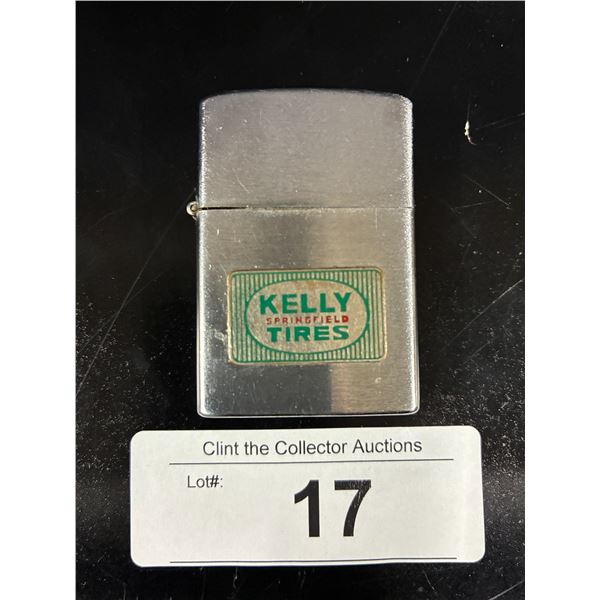 KELLY
SPRINGFIELD
TIRES
Clint the Collector Auctions
Lot#:
17